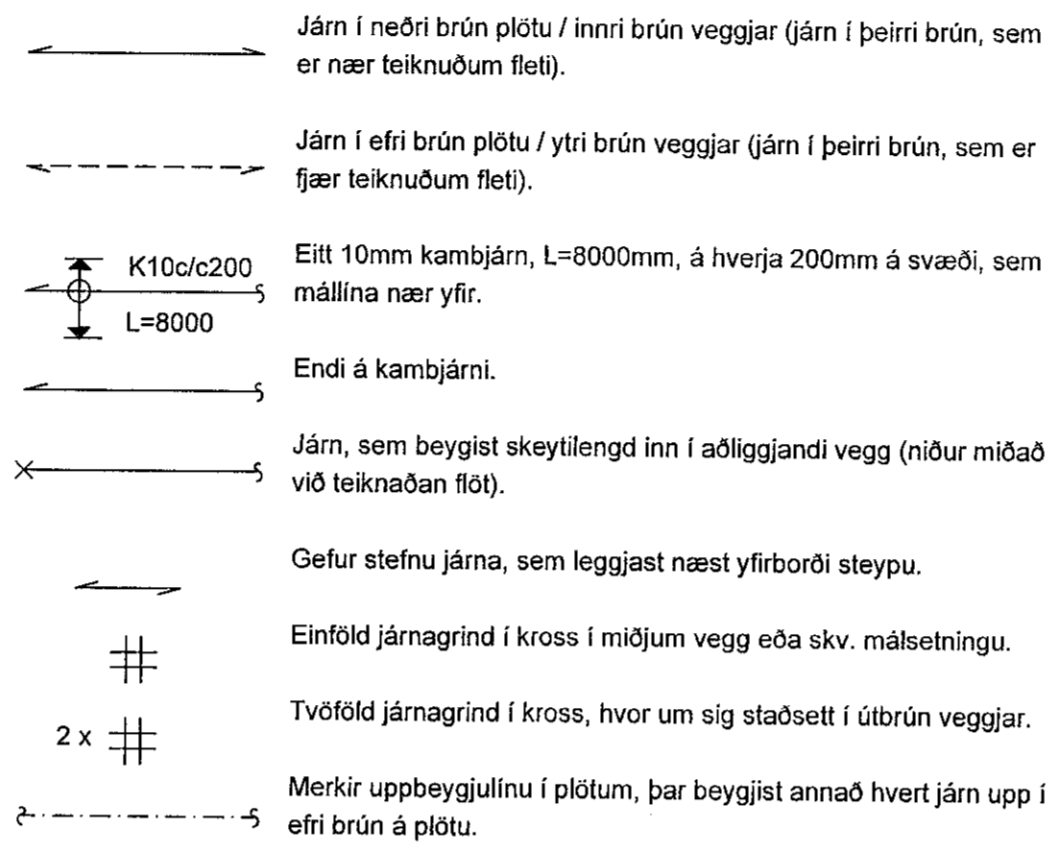 Járn í neðri brún plötu / innri brún veggjar (járn í þeirri brún, sem
er nær teiknuðum fleti).
Járn í efri brún plötu / ytri brún veggjar (járn í þeirri brún, sem er
fjær teiknuðum fleti).
K10c/c200
L=8000
Eitt 10mm kambjárn, L=8000mm, á hverja 200mm á svæði, sem
mállína nær yfir.
Endi á kambjárni.
Járn, sem beygist skeytilengd inn í aðliggjandi vegg (niður miðað
við teiknaðan flöt).
Gefur stefnu járna, sem leggjast næst yfirborði steypu.
Einföld járnagrind í kross í miðjum vegg eða skv. málsetningu.
2 x
Tvöföld járnagrind í kross, hvor um sig staðsett í útbrún veggjar.
Merkir uppbeygjulínu í plötum, þar beygjist annað hvert járn upp í
efri brún á plötu.